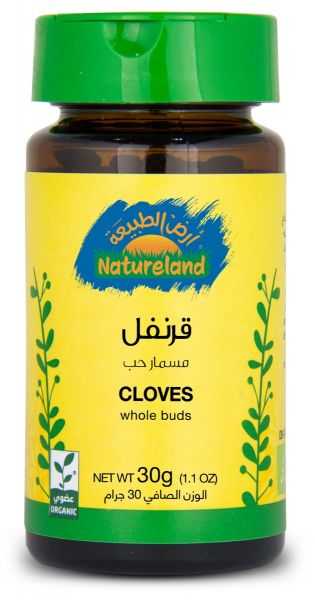 أرض الطبيعة
Natureland
قرنفل
مسمار حب
CLOVES
whole buds
NET WT 30g (1.1 OZ)
الوزن الصافي 30 جرام
عضوي
ORGANIC